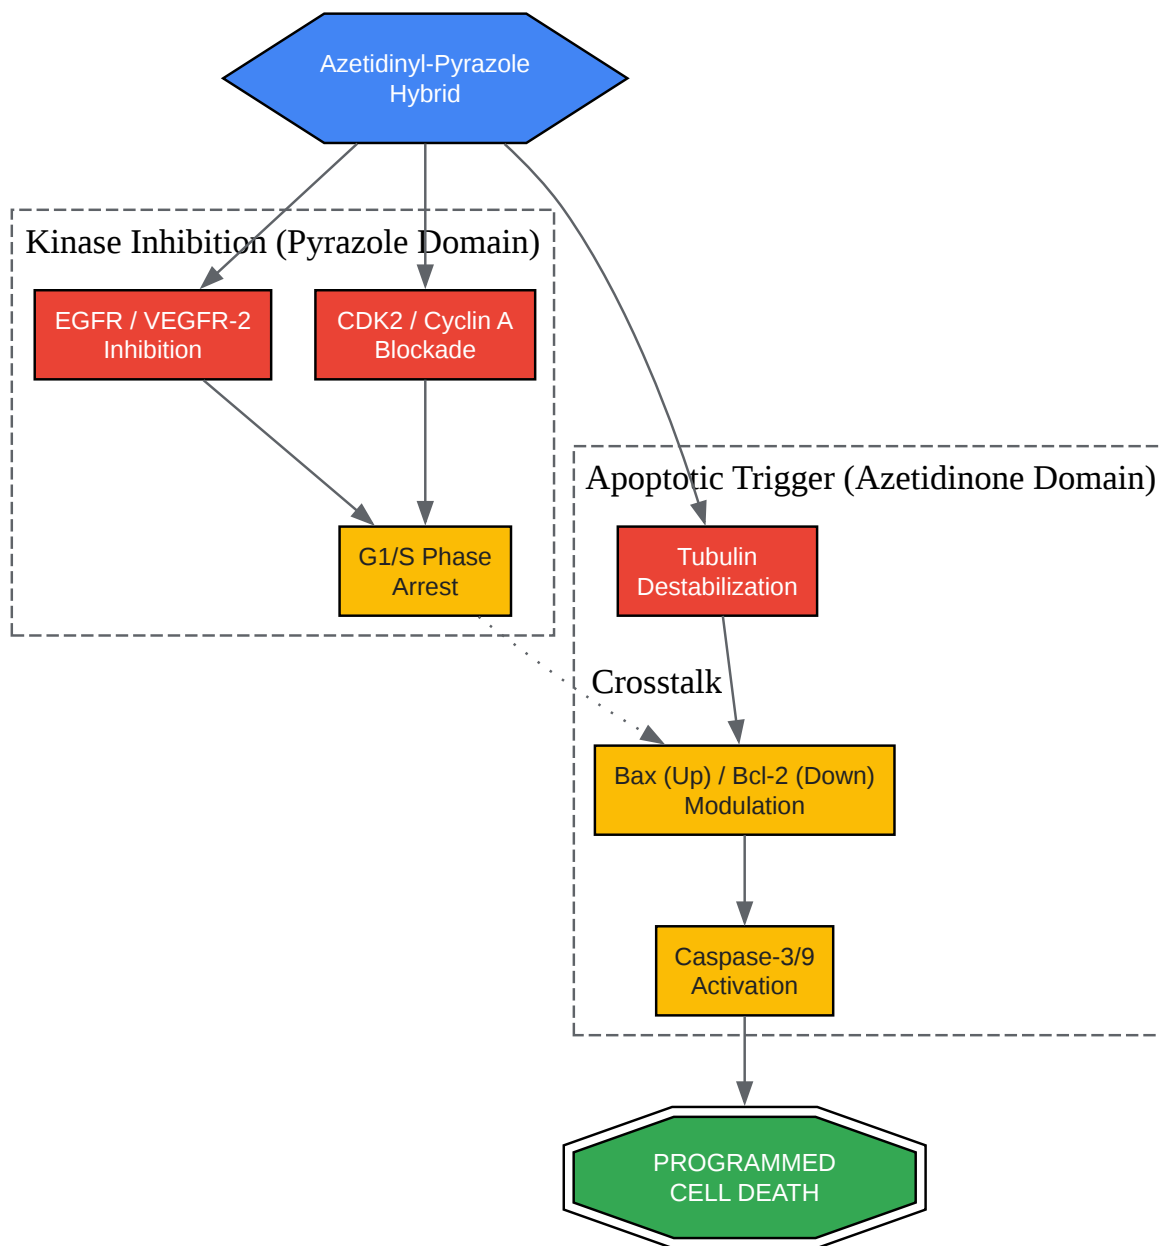 Azetidinyl-Pyrazole
Hybrid
Kinase Inhibition (Pyrazole Domain)
EGFR / VEGFR-2
Inhibition
CDK2 / Cyclin A
Blockade
G1/S Phase
Arrest
Apoptotic Trigger (Azetidinone Domain)
Tubulin
Destabilization
Crosstalk
Bax (Up) / Bcl-2 (Down)
Modulation
Caspase-3/9
Activation
PROGRAMMED
CELL DEATH